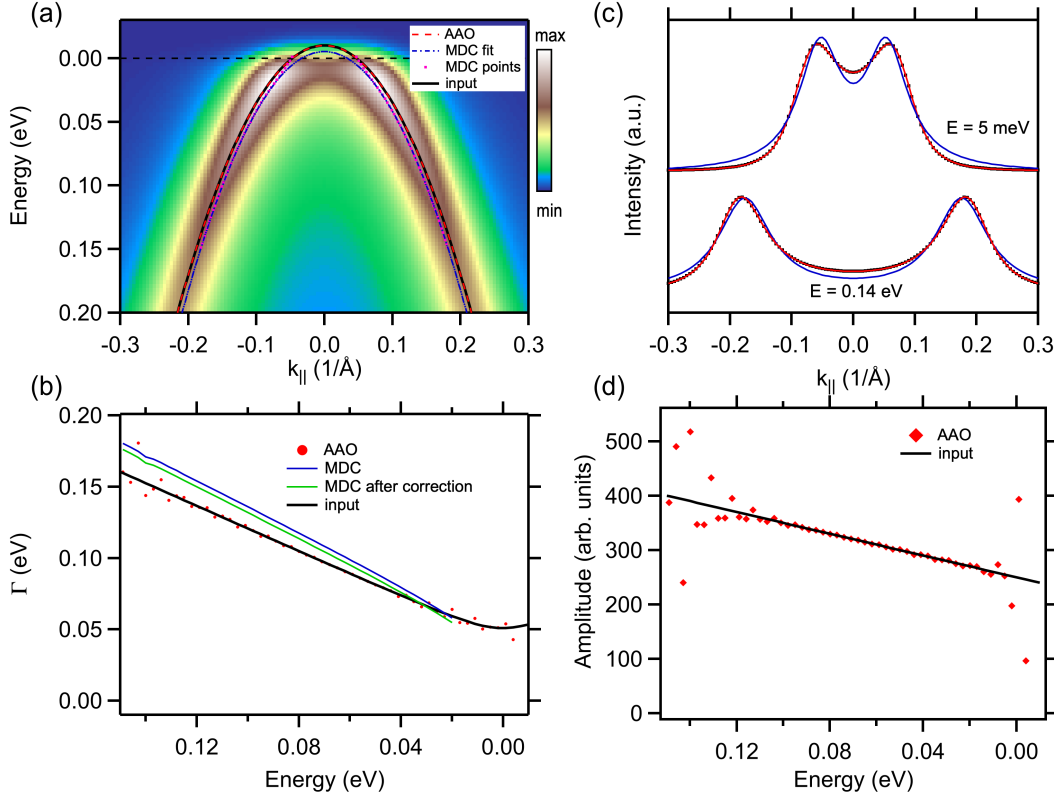 (a)
0.00
0.05
0.10
0.15
0.20
Energy (eV)
AAO
MDC fit
MDC points
input
max
min
-0.3
-0.2
-0.1
0.0
0.1
0.2
0.3
k|| (1/Å)
(c)
Intensity (a.u.)
E = 5 meV
E = 0.14 eV
-0.3
-0.2
-0.1
0.0
0.1
0.2
0.3
k|| (1/Å)
(b)
0.20
0.15
0.10
0.05
0.00
Γ (eV)
AAO
MDC
MDC after correction
input
0.12
0.08
0.04
0.00
Energy (eV)
(d)
500
400
300
200
100
0
Amplitude (arb. units)
AAO
input
0.12
0.08
0.04
0.00
Energy (eV)